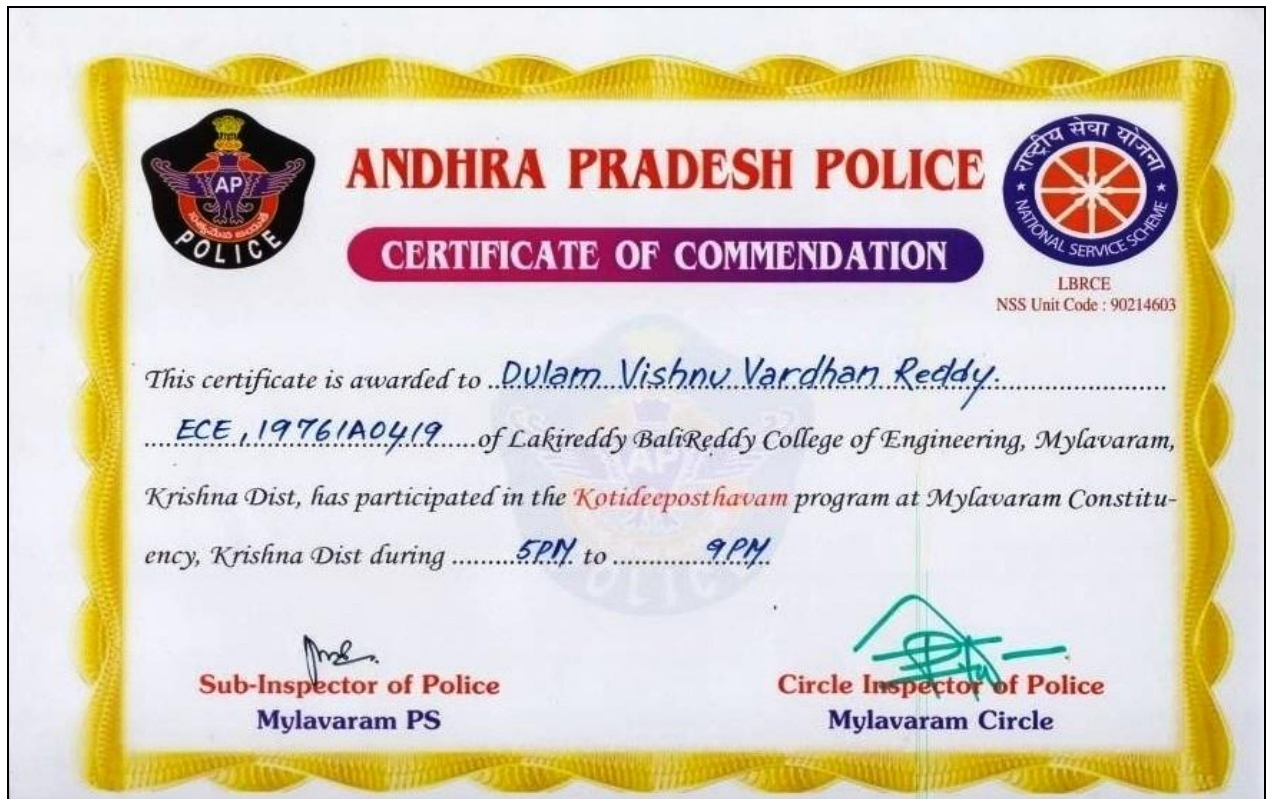 ANDHRA PRADESH POLICE
CERTIFICATE OF COMMENDATION
AP
సత్యమేవ జయతే
POLICE
राष्ट्रीय सेवा योजना
NATIONAL SERVICE SCHEME
LBRCE
NSS Unit Code : 90214603
This certificate is awarded to ..Dulam Vishnu Vardhan Reddy.......................
....ECE, 19761A0419....of Lakireddy BaliReddy College of Engineering, Mylavaram,
Krishna Dist, has participated in the Kotideeposthavam program at Mylavaram Constitu-
ency, Krishna Dist during ..........5PM. to ...............9PM.
Sub-Inspector of Police
Mylavaram PS
Circle Inspector of Police
Mylavaram Circle